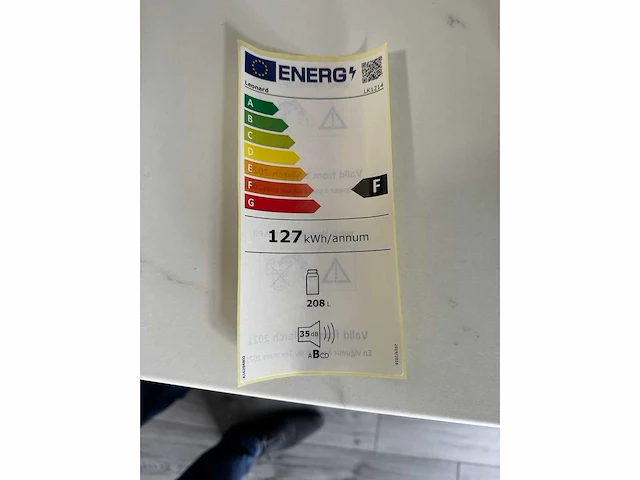 ENERG
Leonard LK1214
A
B
C
D
E
F
G
F
127 kWh/annum
208 L
35 dB
ABCD